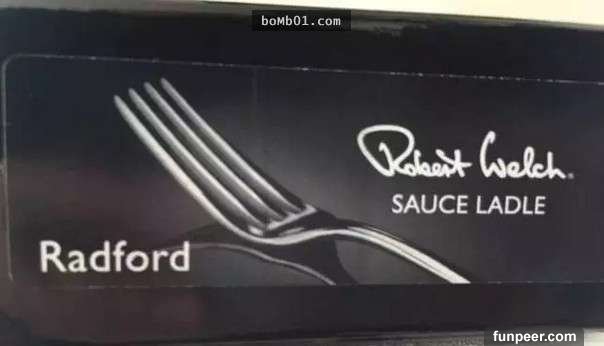 boMb01.com
Robert Welch.
SAUCE LADLE
Radford
funpeer.com